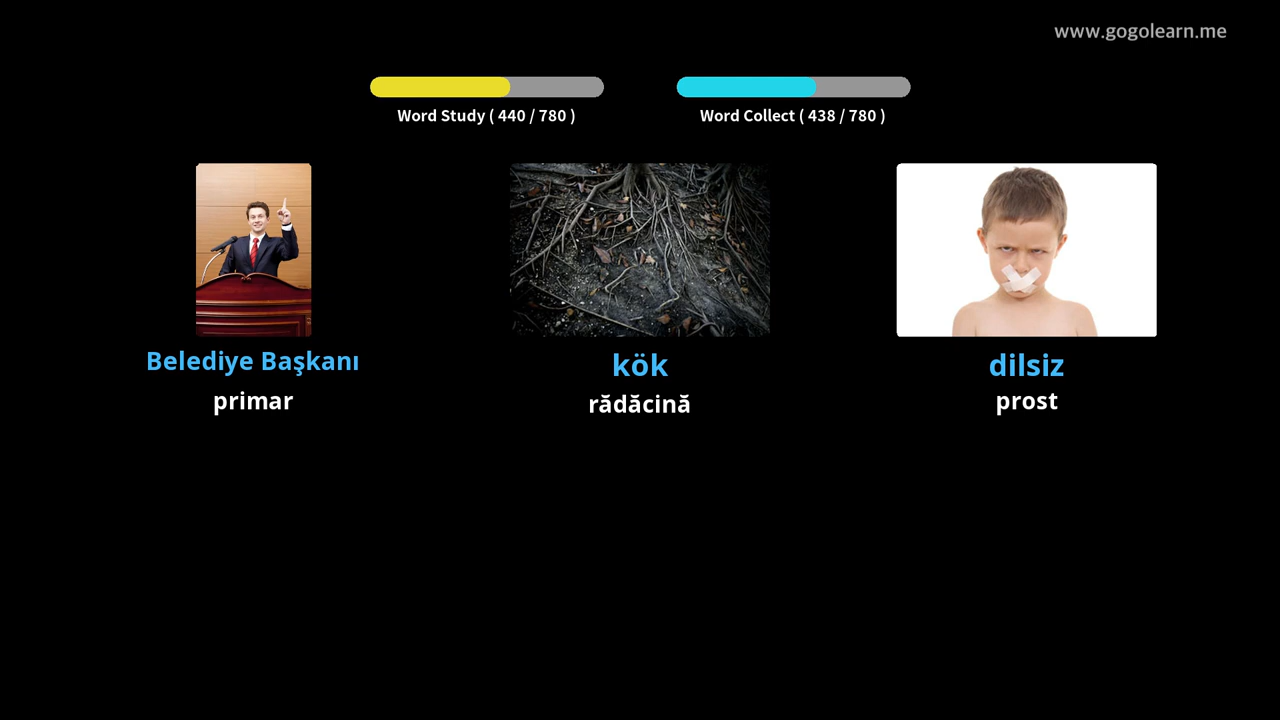 www.gogolearn.me
Word Study ( 440 / 780 )
Word Collect ( 438 / 780 )
Belediye Başkanı
kök
dilsiz
primar
rădăcină
prost